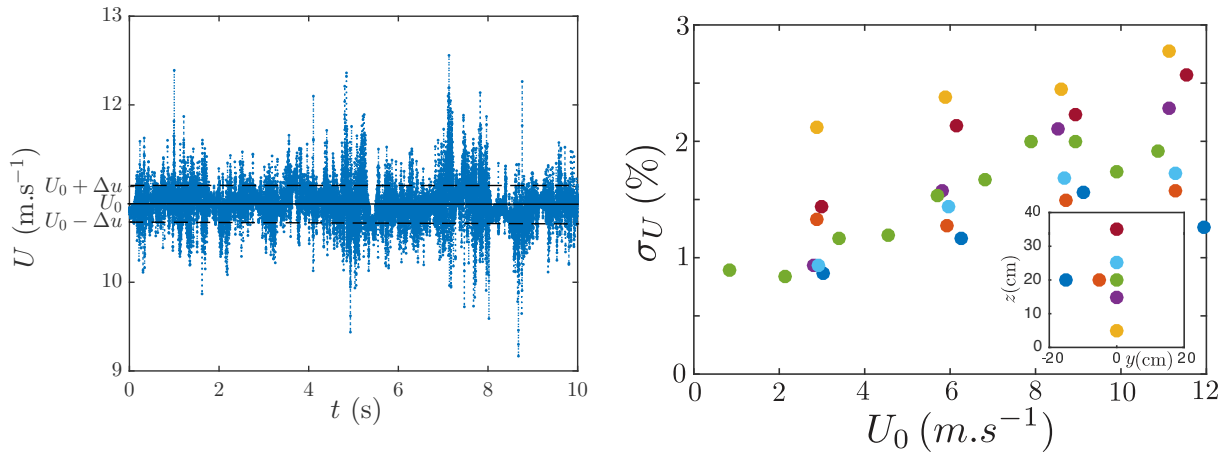 13
12
U₀ + Δu
U₀
U₀ − Δu
10
9
U (m.s⁻¹)
0 2 4 6 8 10
t (s)
3
2
1
0
σ_U (%)
0 2 4 6 8 10 12
U₀ (m.s⁻¹)
40
30
20
10
0
z(cm)
-20 0 20
y(cm)